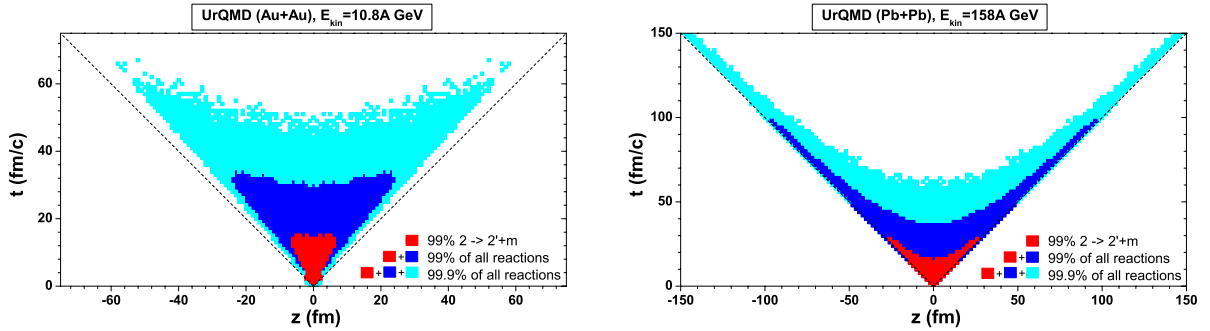 UrQMD (Au+Au), E_kin=10.8A GeV
60
40
20
0
t (fm/c)
-60 -40 -20 0 20 40 60
z (fm)
99% 2 -> 2'+m
+ 99% of all reactions
+ + 99.9% of all reactions
UrQMD (Pb+Pb), E_kin=158A GeV
150
100
50
0
t (fm/c)
-150 -100 -50 0 50 100 150
z (fm)
99% 2 -> 2'+m
+ 99% of all reactions
+ + 99.9% of all reactions